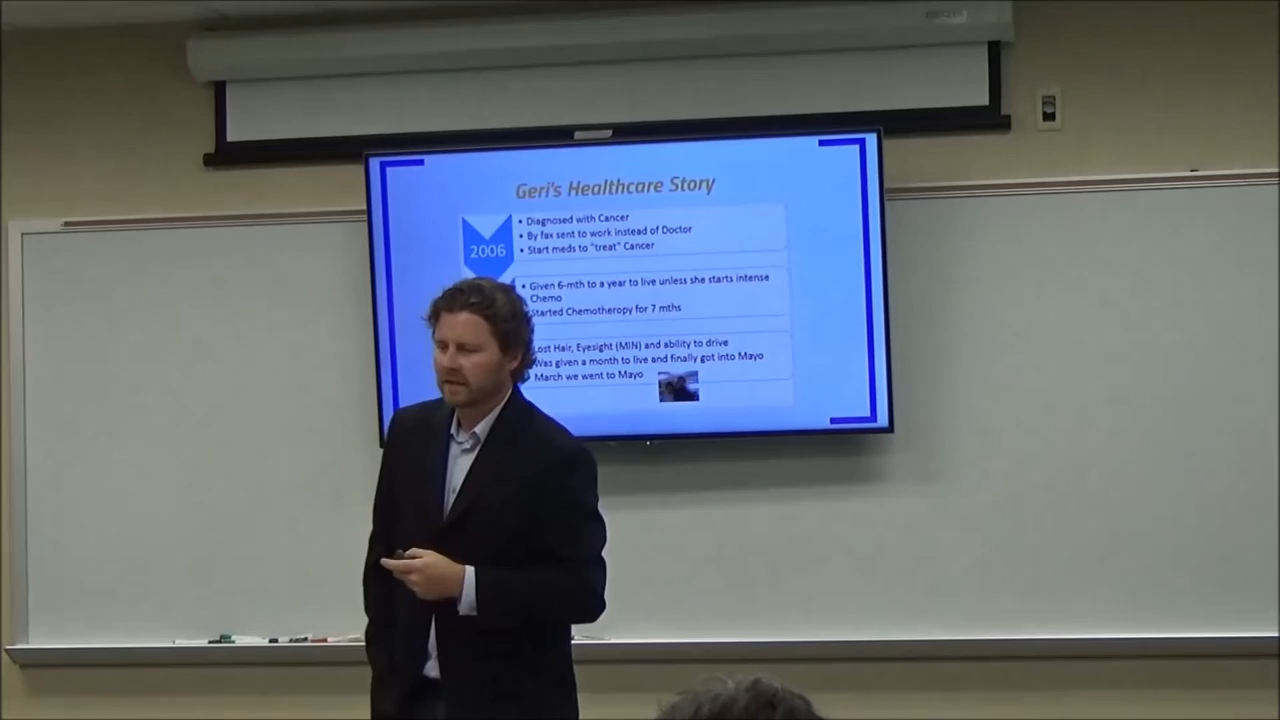 Geri's Healthcare Story
2006
• Diagnosed with Cancer
• By fax sent to work instead of Doctor
• Start meds to "treat" Cancer
• Given 6-mth to a year to live unless she starts intense
Chemo
Started Chemotheropy for 7 mths
Lost Hair, Eyesight (MIN) and ability to drive
Was given a month to live and finally got into Mayo
March we went to Mayo